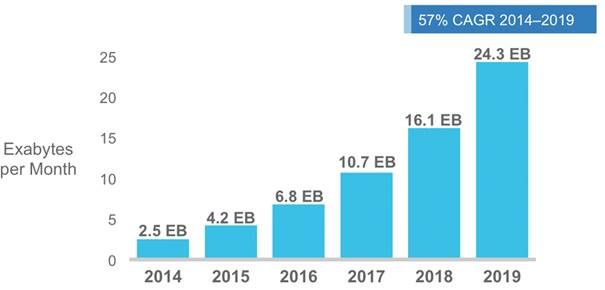 57% CAGR 2014–2019
Exabytes
per Month
25
20
15
10
5
0
2.5 EB
4.2 EB
6.8 EB
10.7 EB
16.1 EB
24.3 EB
2014
2015
2016
2017
2018
2019